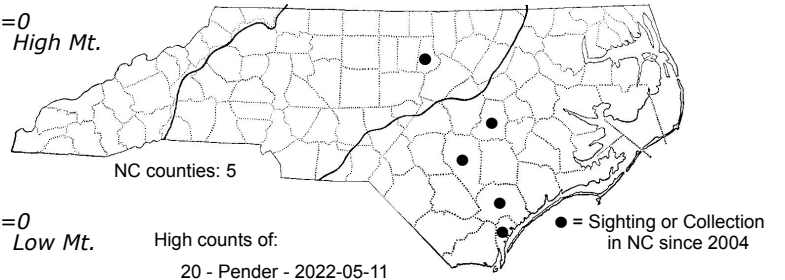 =0
High Mt.
NC counties: 5
=0
Low Mt.
High counts of:
20 - Pender - 2022-05-11
● = Sighting or Collection
in NC since 2004